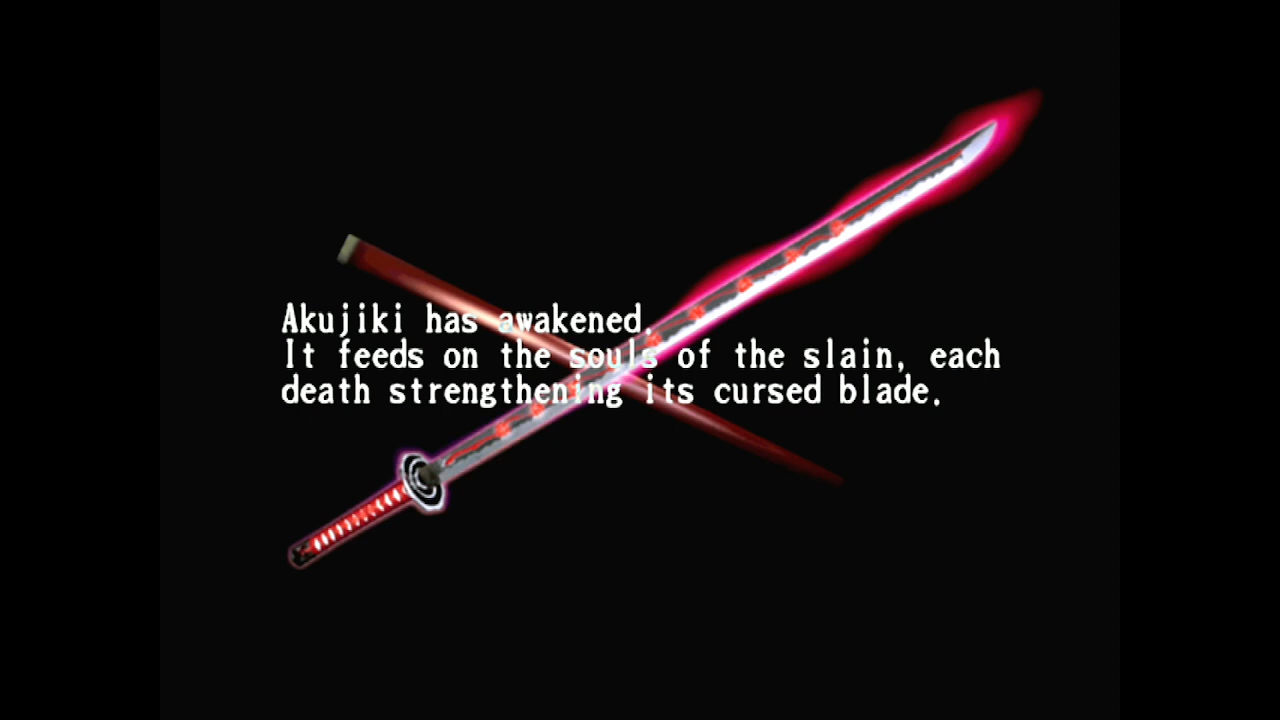 Akujiki has awakened.
It feeds on the souls of the slain, each
death strengthening its cursed blade.